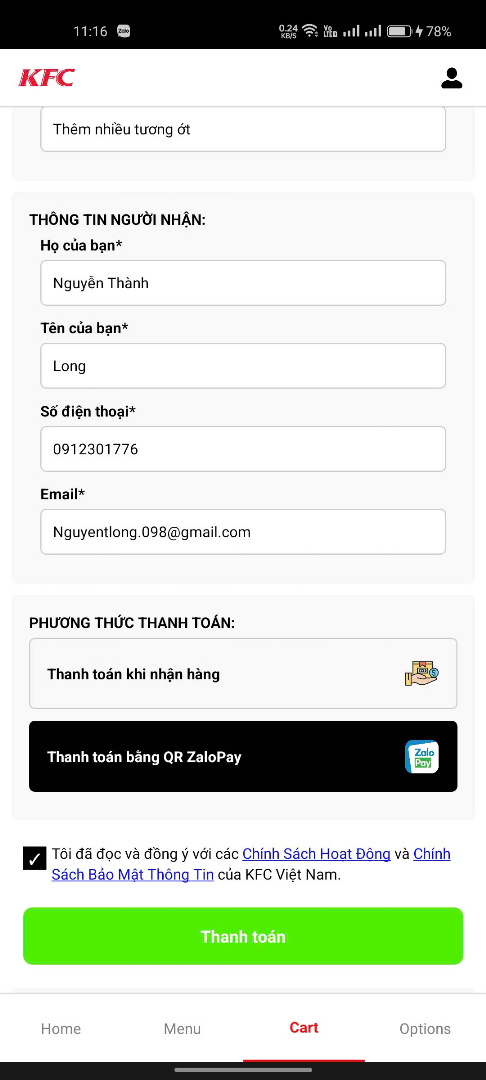 11:16 Zalo 0.24 KB/S Vo LTE 78%
KFC
Thêm nhiều tương ớt
THÔNG TIN NGƯỜI NHẬN:
Họ của bạn*
Nguyễn Thành
Tên của bạn*
Long
Số điện thoại*
0912301776
Email*
Nguyentlong.098@gmail.com
PHƯƠNG THỨC THANH TOÁN:
Thanh toán khi nhận hàng
Thanh toán bằng QR ZaloPay
Zalo
Pay
Tôi đã đọc và đồng ý với các Chính Sách Hoạt Động và Chính
Sách Bảo Mật Thông Tin của KFC Việt Nam.
Thanh toán
Home Menu Cart Options